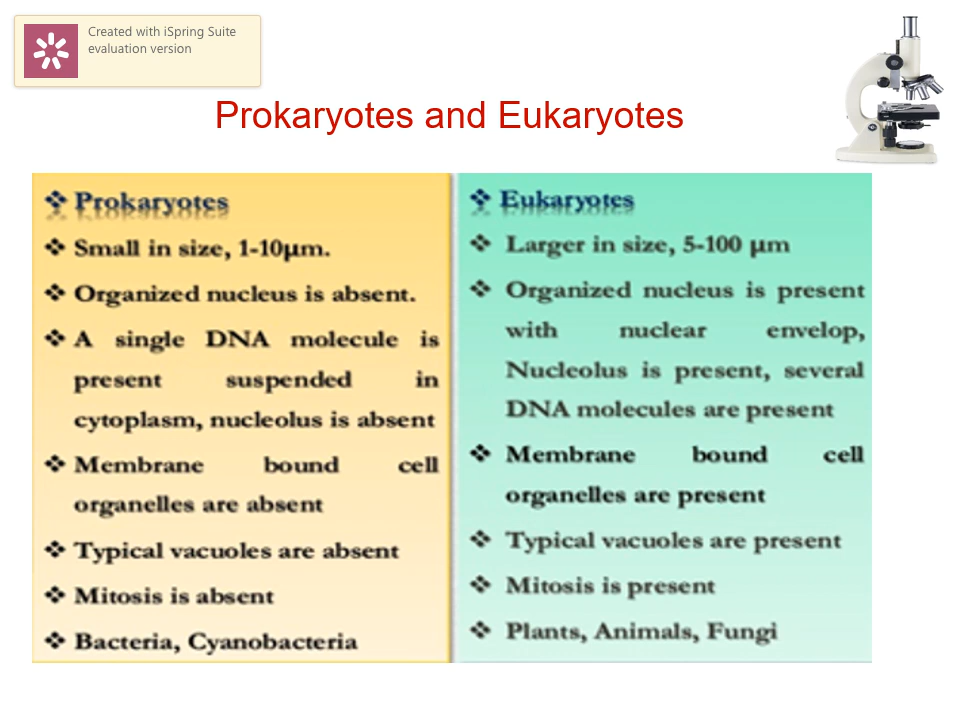 Created with iSpring Suite
evaluation version
Prokaryotes and Eukaryotes
❖ Prokaryotes
❖ Small in size, 1-10μm.
❖ Organized nucleus is absent.
❖ A single DNA molecule is
present suspended in
cytoplasm, nucleolus is absent
❖ Membrane bound cell
organelles are absent
❖ Typical vacuoles are absent
❖ Mitosis is absent
❖ Bacteria, Cyanobacteria
❖ Eukaryotes
❖ Larger in size, 5-100 μm
❖ Organized nucleus is present
with nuclear envelop,
Nucleolus is present, several
DNA molecules are present
❖ Membrane bound cell
organelles are present
❖ Typical vacuoles are present
❖ Mitosis is present
❖ Plants, Animals, Fungi